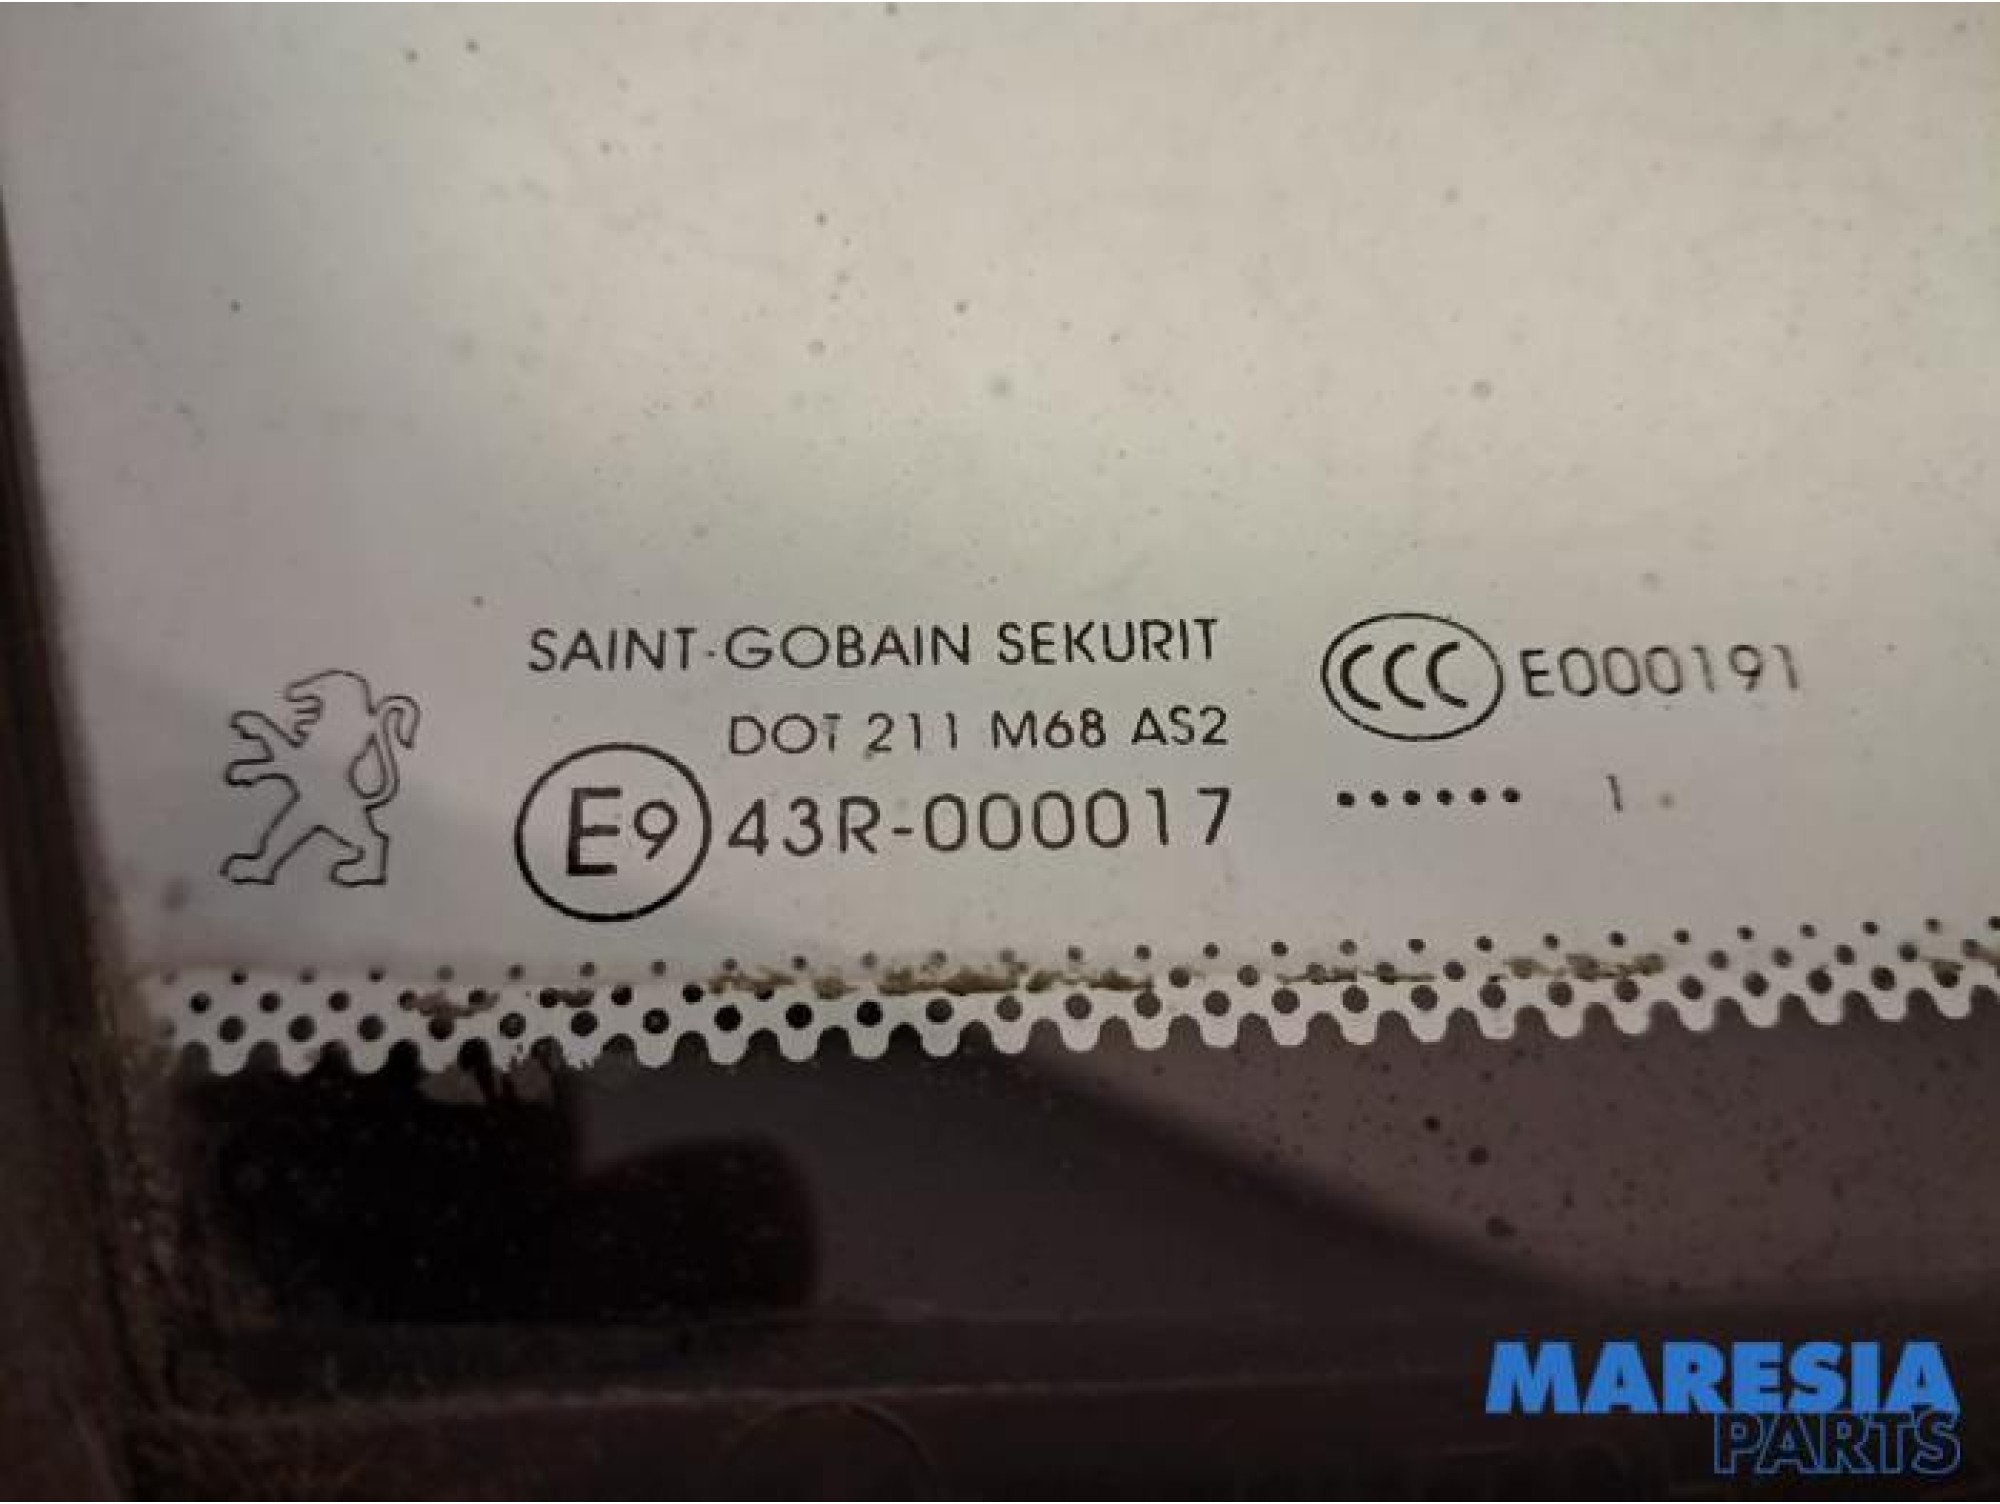 SAINT-GOBAIN SEKURIT
DOT 211 M68 AS2
E9 43R-000017
CCC E000191
...... 1 .
MARESIA
PARTS